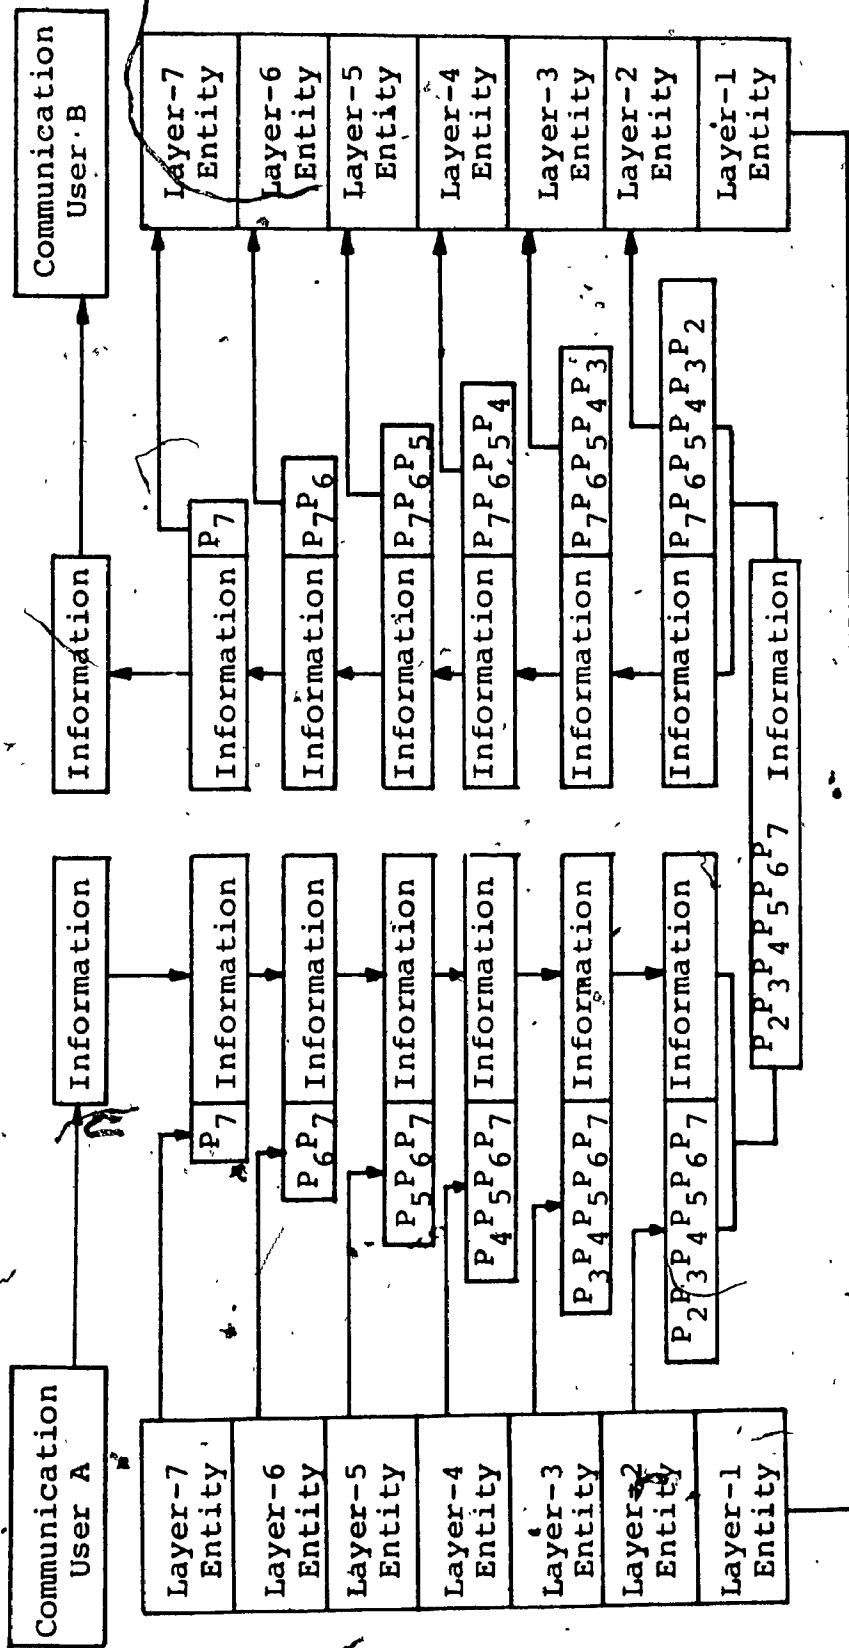 Communication
User A
Information
Information
Communication
User B
Layer-7
Entity
P7 Information
Information P7
Layer-7
Entity
Layer-6
Entity
P6P7 Information
Information P7P6
Layer-6
Entity
Layer-5
Entity
P5P6P7 Information
Information P7P6P5
Layer-5
Entity
Layer-4
Entity
P4P5P6P7 Information
Information P7P6P5P4
Layer-4
Entity
Layer-3
Entity
P3P4P5P6P7 Information
Information P7P6P5P4P3
Layer-3
Entity
Layer-2
Entity
P2P3P4P5P6P7 Information
Information P7P6P5P4P3P2
Layer-2
Entity
Layer-1
Entity
P2P3P4P5P6P7 Information
Layer-1
Entity